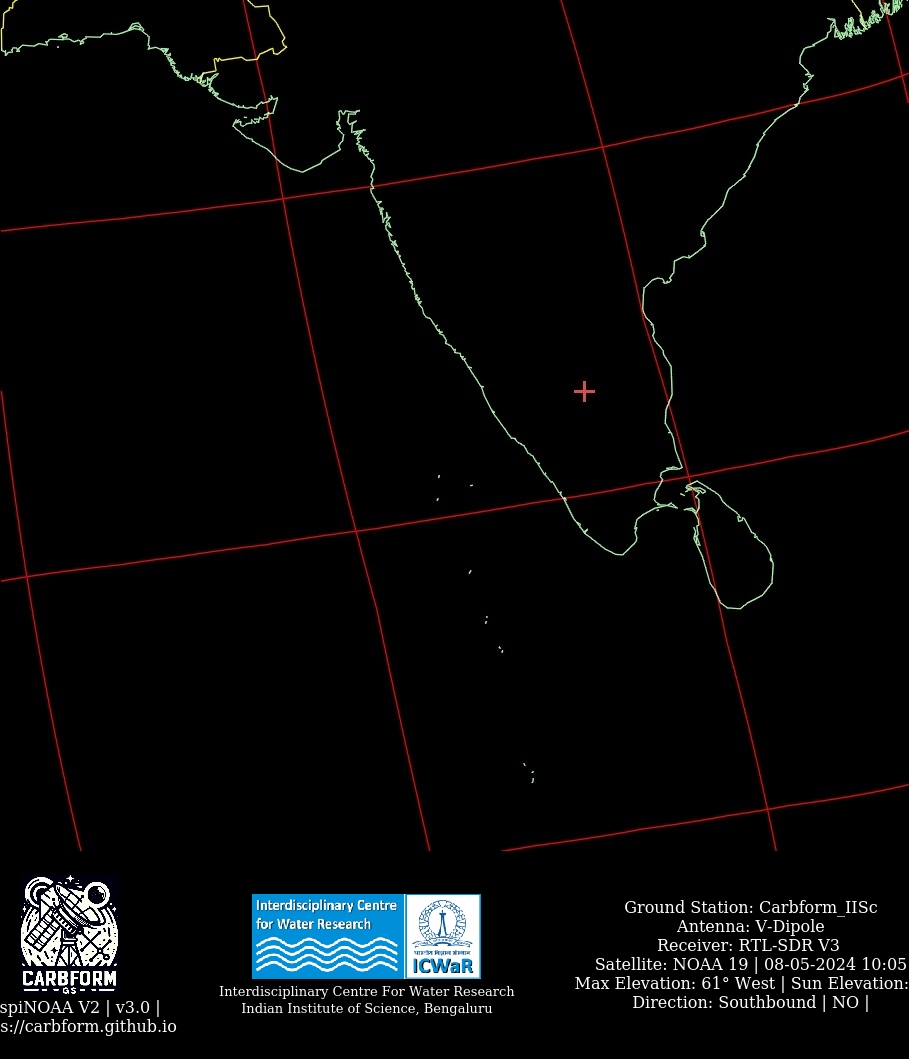 CARBFORM
GS
spiNOAA V2 | v3.0 |
s://carbform.github.io
Interdisciplinary Centre
for Water Research
ICWaR
Interdisciplinary Centre For Water Research
Indian Institute of Science, Bengaluru
Ground Station: Carbform_IISc
Antenna: V-Dipole
Receiver: RTL-SDR V3
Satellite: NOAA 19 | 08-05-2024 10:05
Max Elevation: 61° West | Sun Elevation:
Direction: Southbound | NO |